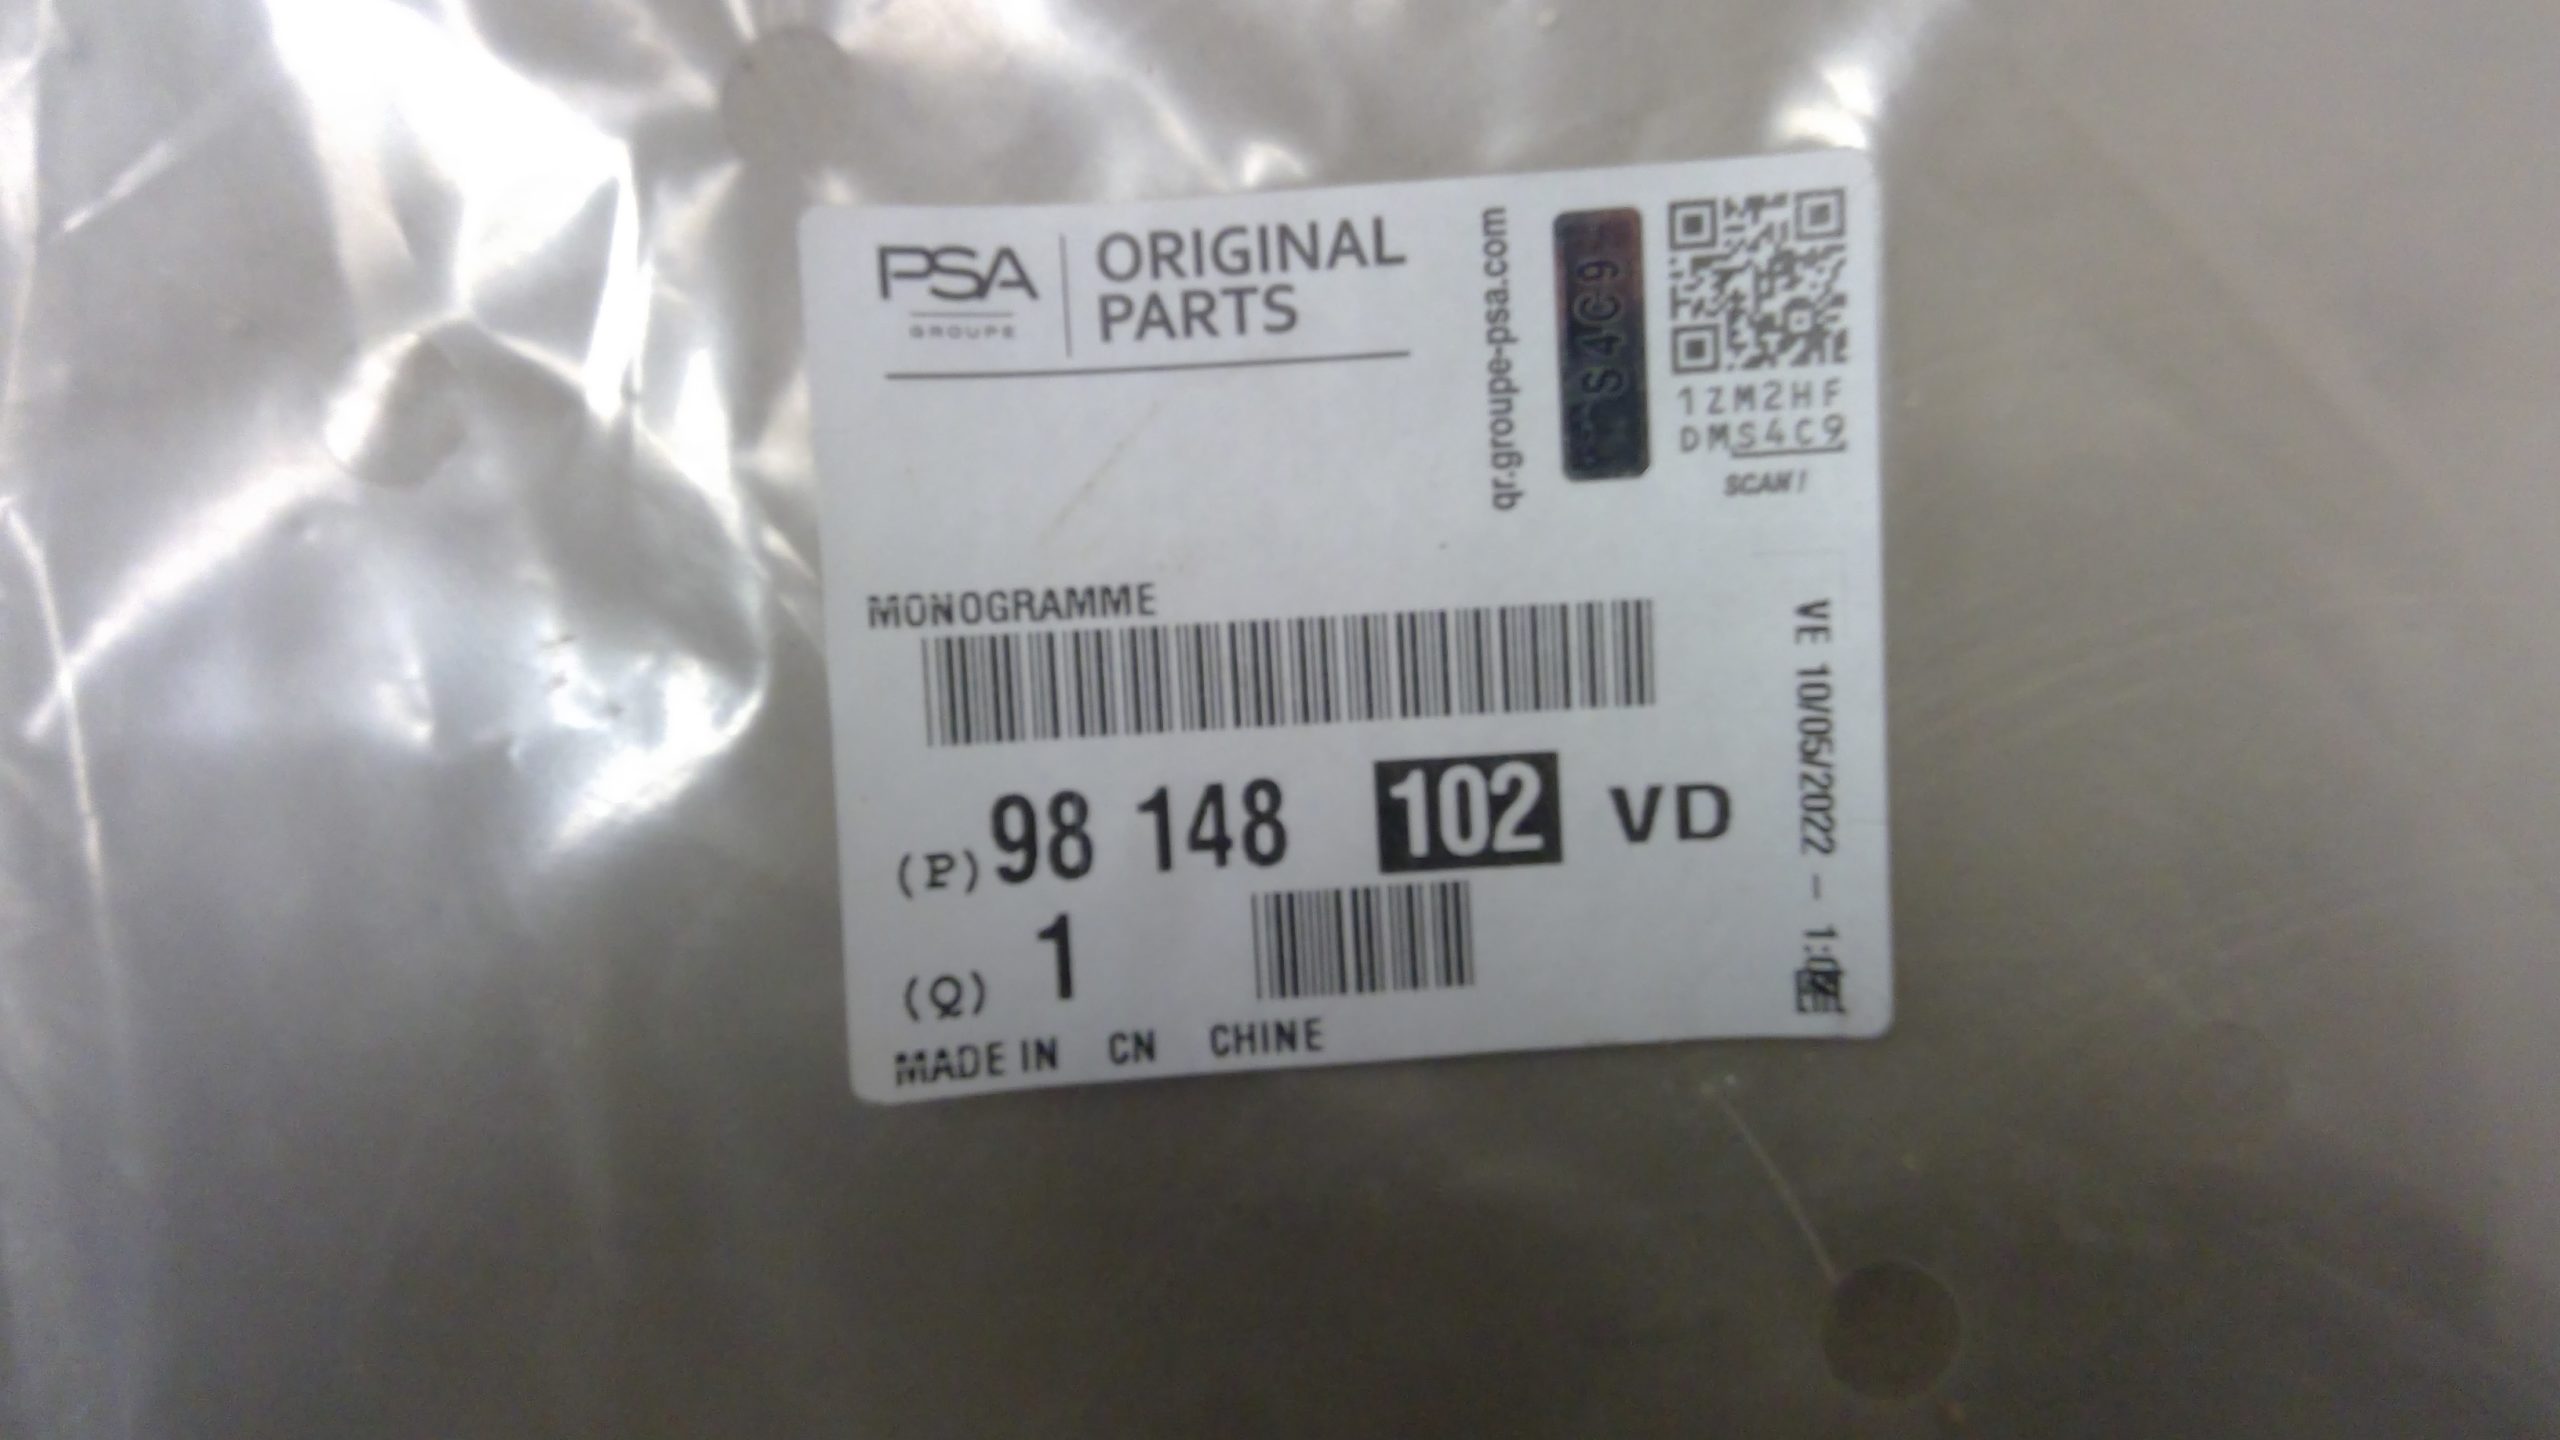 PSA
GROUPE
ORIGINAL
PARTS
qr.groupe-psa.com
S4C9
1ZM2HF
DMS4C9
SCAN!
MONOGRAMME
(P) 98 148 102 VD
(Q) 1
MADE IN CN CHINE
VE 10/05/2022 -